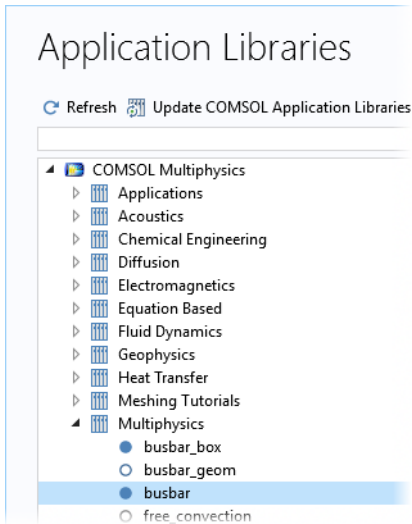 Application Libraries
Refresh Update COMSOL Application Libraries
COMSOL Multiphysics
Applications
Acoustics
Chemical Engineering
Diffusion
Electromagnetics
Equation Based
Fluid Dynamics
Geophysics
Heat Transfer
Meshing Tutorials
Multiphysics
busbar_box
busbar_geom
busbar
free_convection